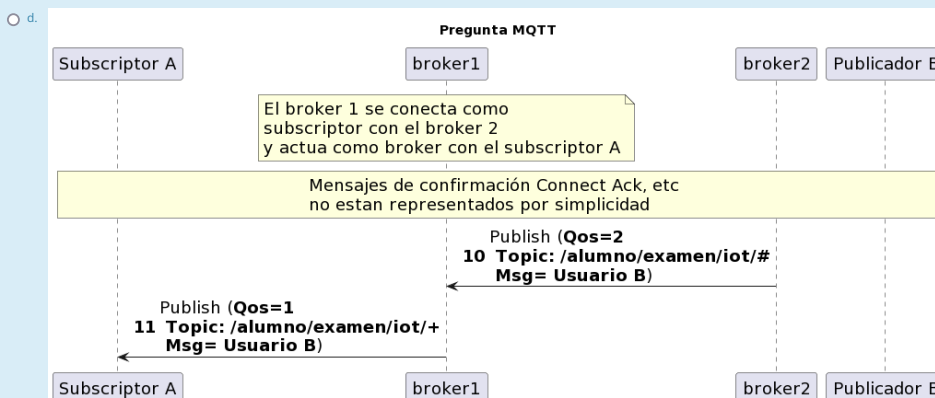 d.
Pregunta MQTT
Subscriptor A
broker1
broker2
Publicador
El broker 1 se conecta como
subscriptor con el broker 2
y actua como broker con el subscriptor A
Mensajes de confirmación Connect Ack, etc
no estan representados por simplicidad
Publish (Qos=2
10 Topic: /alumno/examen/iot/#
Msg= Usuario B)
Publish (Qos=1
11 Topic: /alumno/examen/iot/+
Msg= Usuario B)
Subscriptor A
broker1
broker2
Publicador